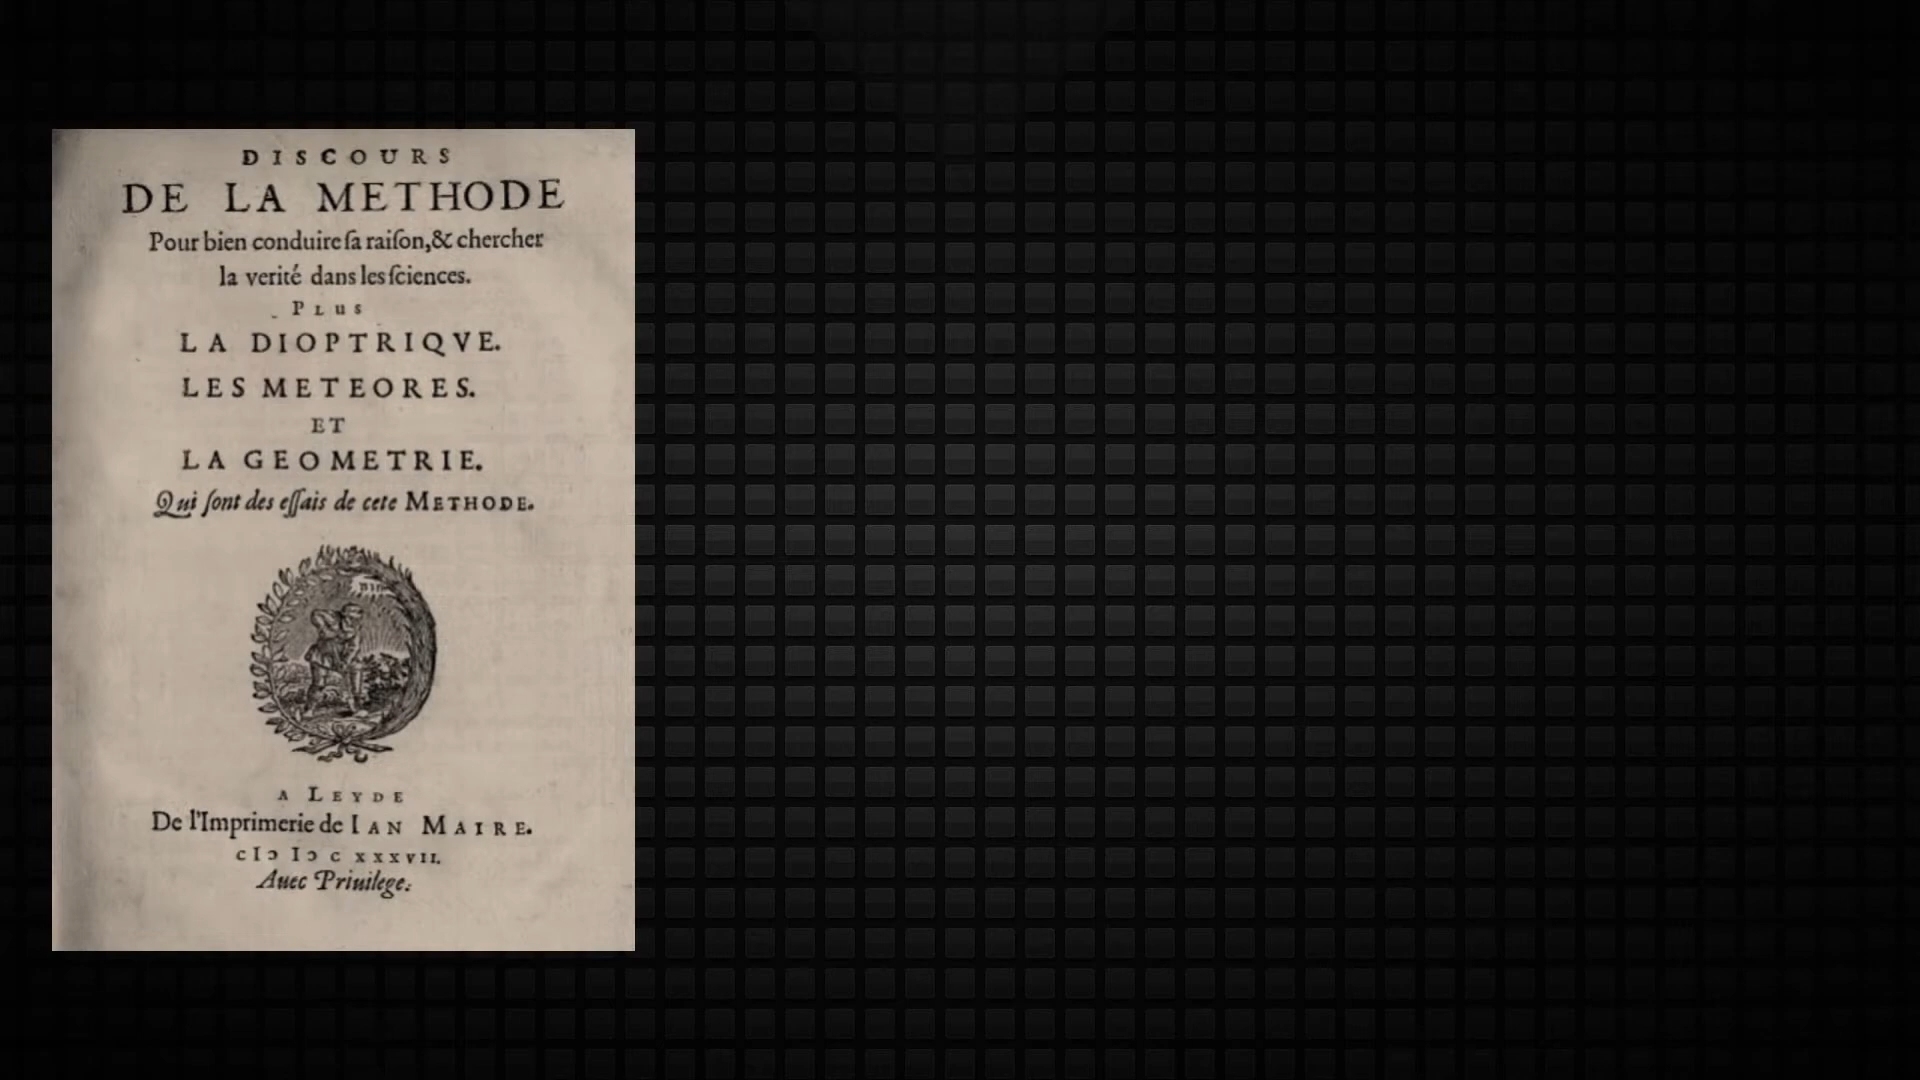 DISCOURS
DE LA METHODE
Pour bien conduire ſa raiſon, & chercher
la verité dans les ſciences.
PLus
LA DIOPTRIQVE.
LES METEORES.
ET
LA GEOMETRIE.
Qui ſont des eſſais de cete METHODE.
A LEYDE
De l'Imprimerie de IAN MAIRE.
cIↄ Iↄ c xxxvii.
Auec Priuilege.